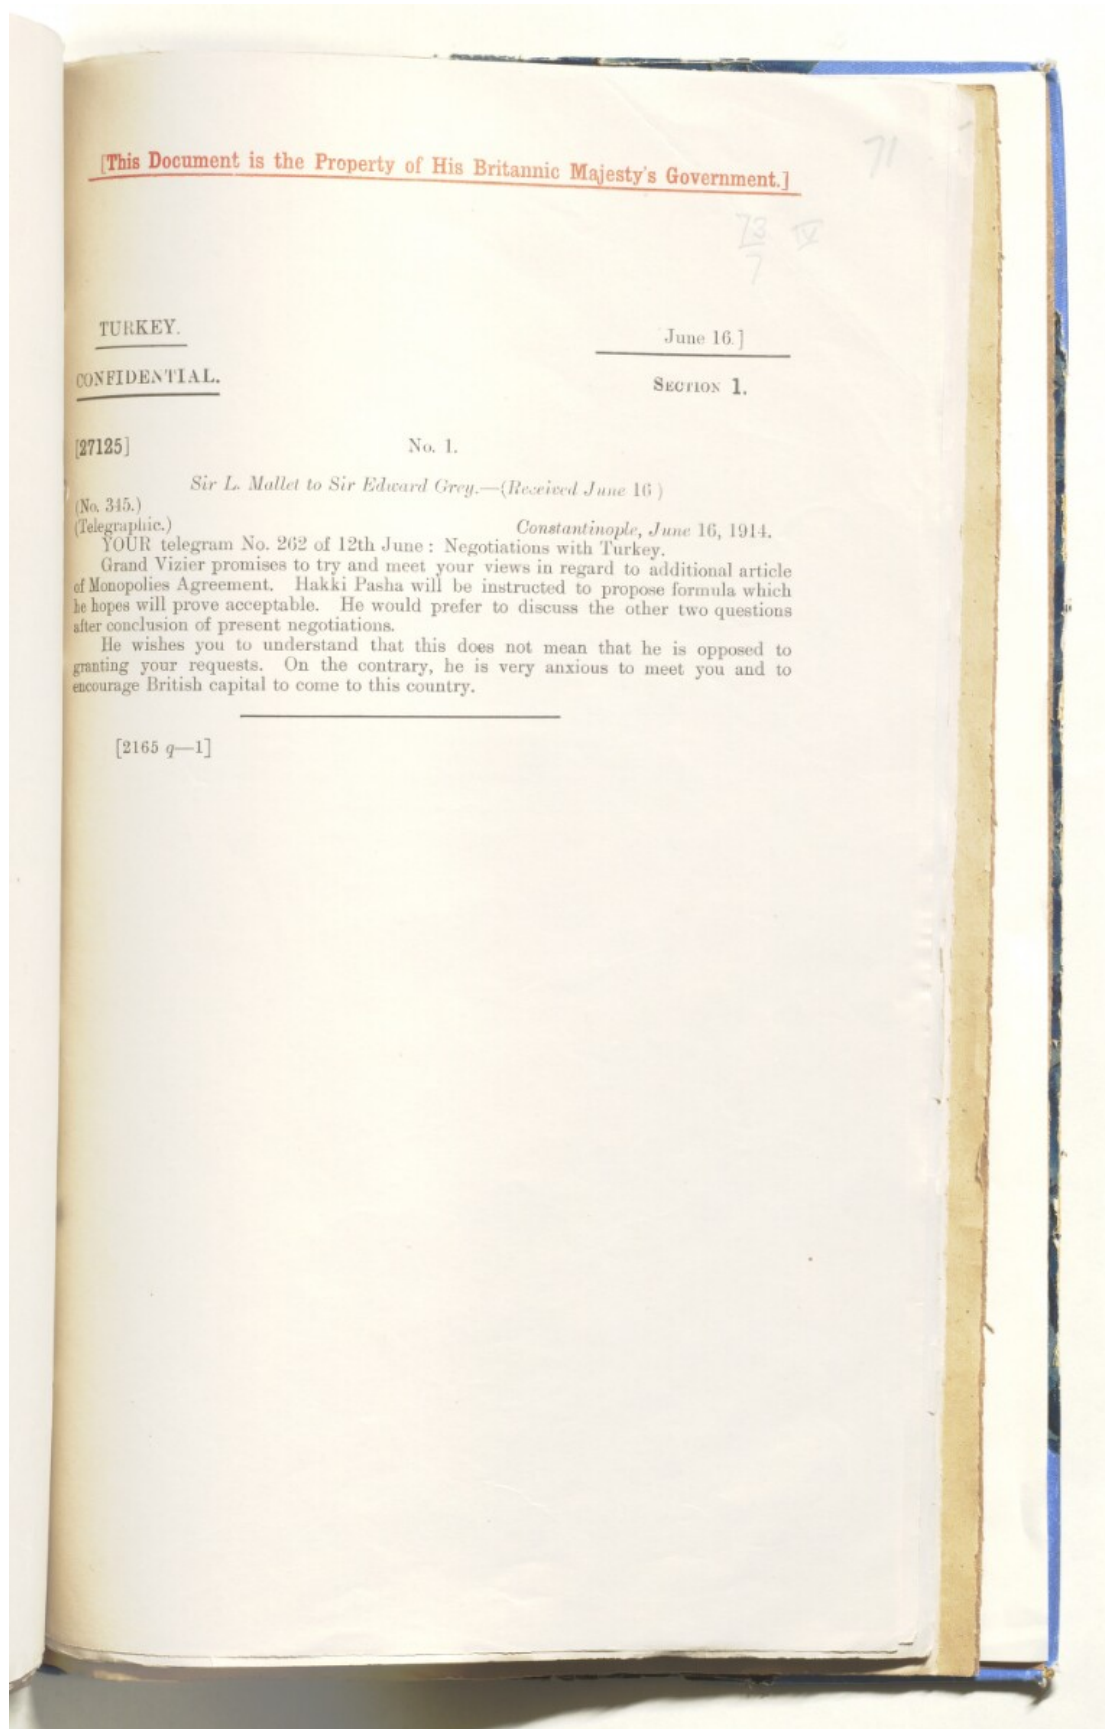 [This Document is the Property of His Britannic Majesty's Government.]
71
73 IV
7
TURKEY.
June 16.]
CONFIDENTIAL.
SECTION 1.
[27125]
No. 1.
Sir L. Mallet to Sir Edward Grey.—(Received June 16)
(No. 345.)
(Telegraphic.) Constantinople, June 16, 1914.
YOUR telegram No. 262 of 12th June: Negotiations with Turkey.
Grand Vizier promises to try and meet your views in regard to additional article
of Monopolies Agreement. Hakki Pasha will be instructed to propose formula which
he hopes will prove acceptable. He would prefer to discuss the other two questions
after conclusion of present negotiations.
He wishes you to understand that this does not mean that he is opposed to
granting your requests. On the contrary, he is very anxious to meet you and to
encourage British capital to come to this country.
[2165 q—1]